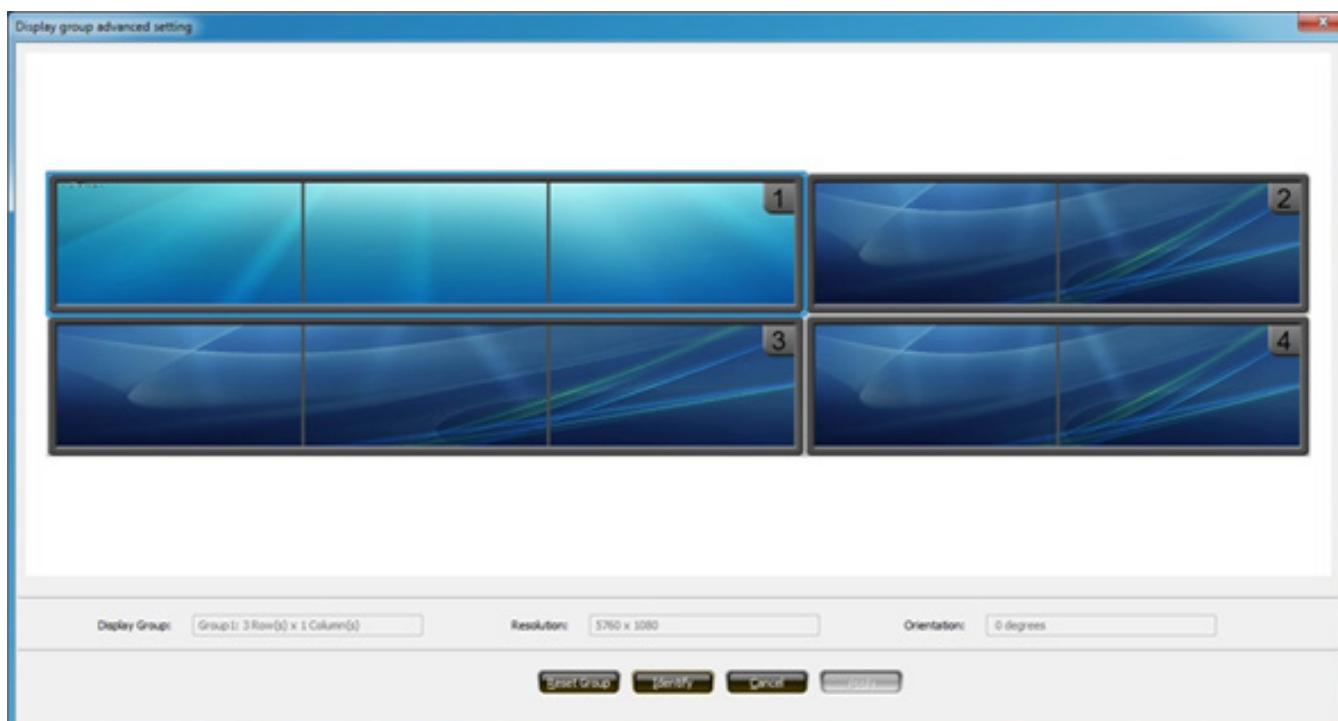 Display group advanced setting
1
2
3
4
Display Group: Group1: 3 Row(s) x 1 Column(s) Resolution: 5760 x 1080 Orientation: 0 degrees
Reset Group Identify Cancel Apply